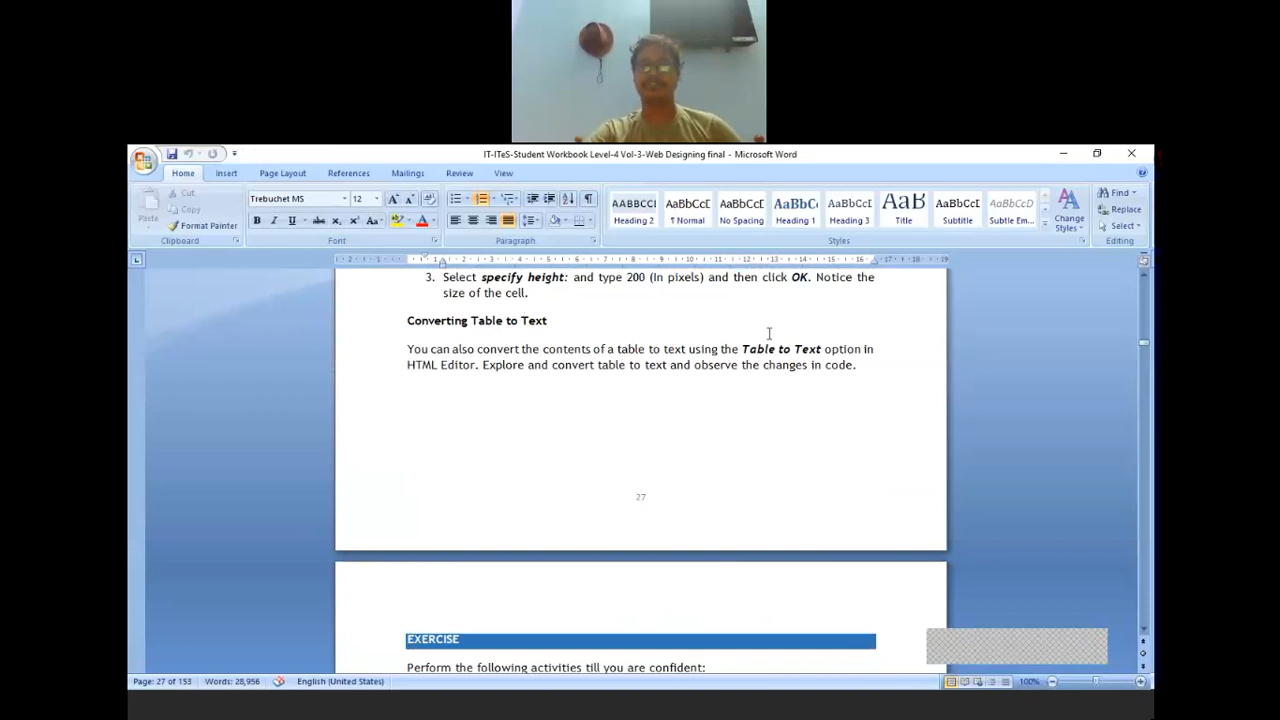 IT-ITeS-Student Workbook Level-4 Vol-3-Web Designing final - Microsoft Word
Home Insert Page Layout References Mailings Review View
Paste
Cut
Copy
Format Painter
Clipboard
Trebuchet MS 12
Font
Paragraph
AABBCCI AaBbCcD AaBbCcD AaBbC AaBbCcD AaB AaBbCcI AaBbCcD
Heading 2 ¶ Normal No Spacing Heading 1 Heading 3 Title Subtitle Subtle Em...
Change Styles
Styles
Find
Replace
Select
Editing
3. Select specify height: and type 200 (In pixels) and then click OK. Notice the
size of the cell.
Converting Table to Text
You can also convert the contents of a table to text using the Table to Text option in
HTML Editor. Explore and convert table to text and observe the changes in code.
27
EXERCISE
Perform the following activities till you are confident:
Page: 27 of 153 Words: 28,956 English (United States) 100%